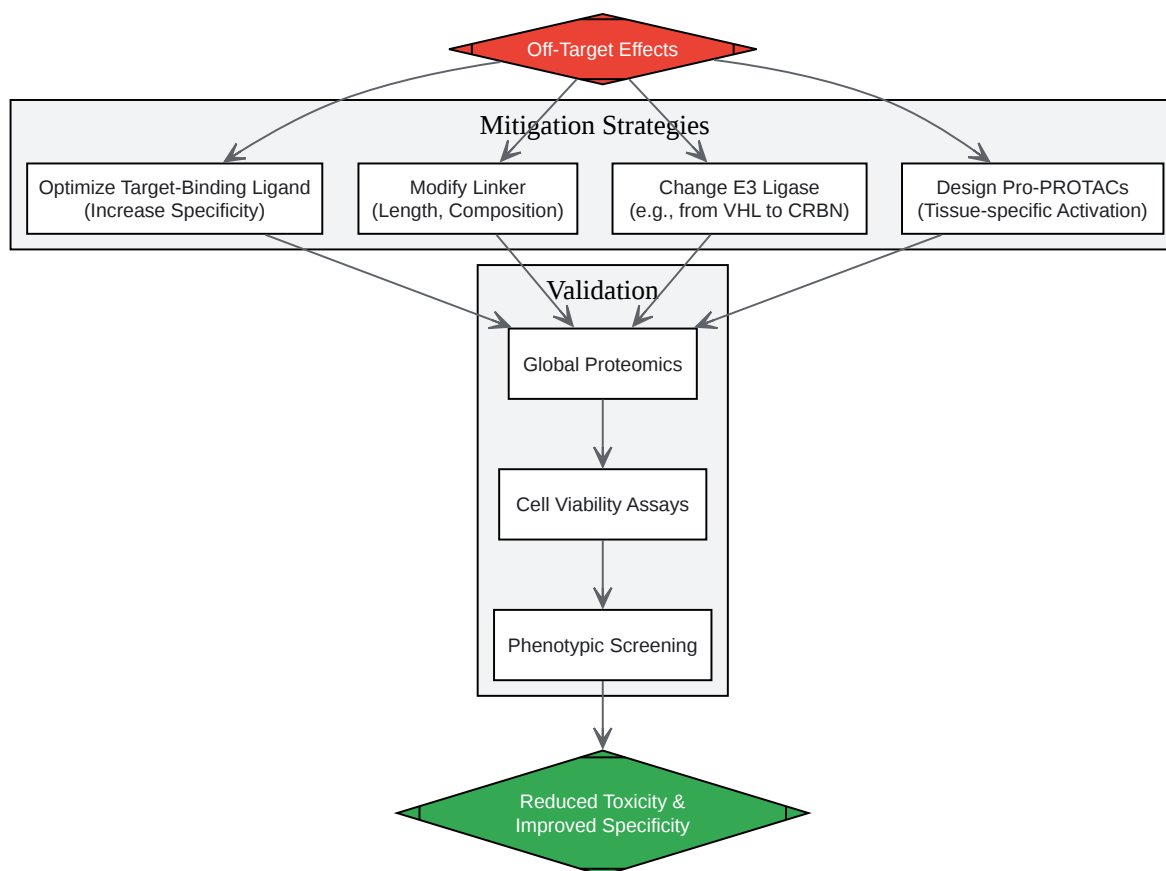 Off-Target Effects
Mitigation Strategies
Optimize Target-Binding Ligand
(Increase Specificity)
Modify Linker
(Length, Composition)
Change E3 Ligase
(e.g., from VHL to CRBN)
Design Pro-PROTACs
(Tissue-specific Activation)
Validation
Global Proteomics
Cell Viability Assays
Phenotypic Screening
Reduced Toxicity &
Improved Specificity